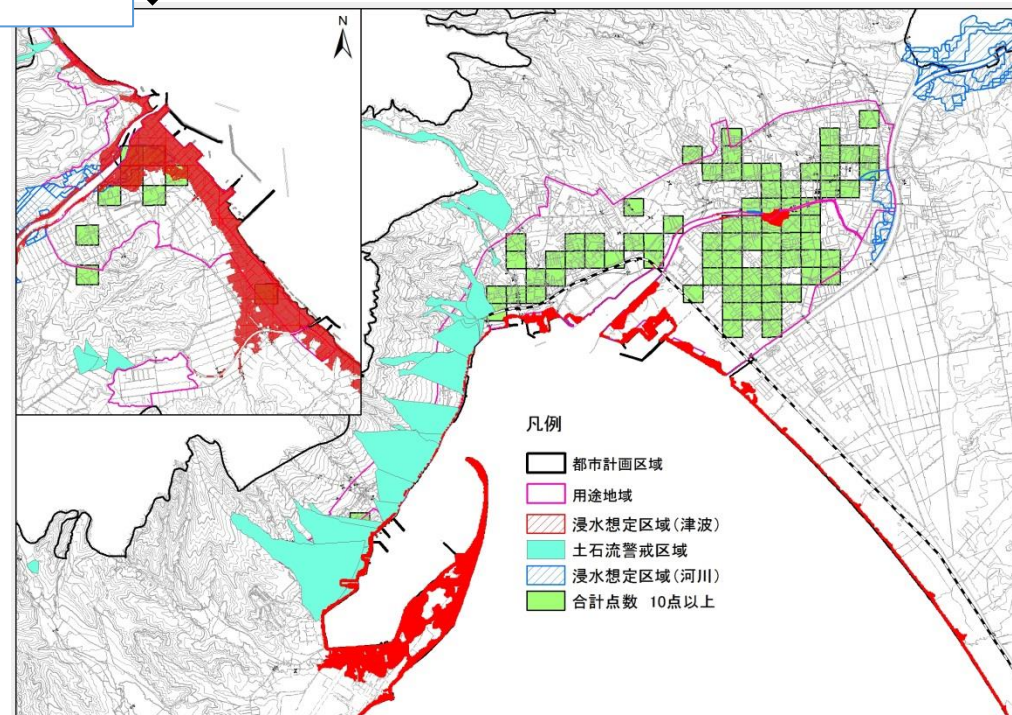 N
凡例
都市計画区域
用途地域
浸水想定区域(津波)
土石流警戒区域
浸水想定区域(河川)
合計点数 10点以上